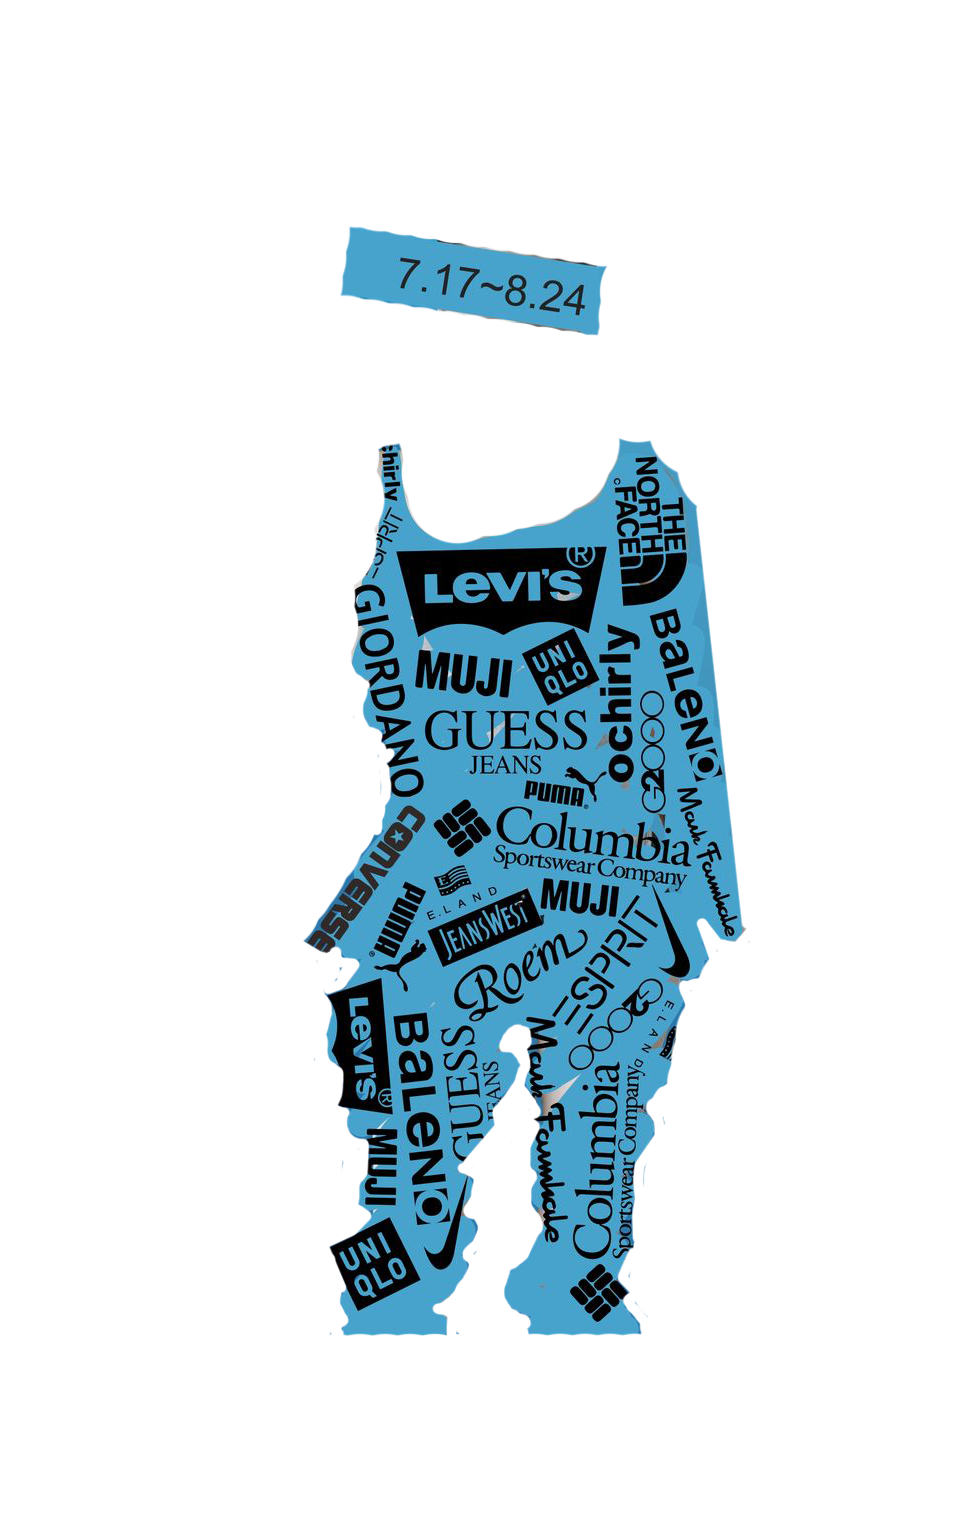 7.17~8.24
hirly
ESPRIT
THE
NORTH
FACE
LEVI'S®
GIORDANO
BALENO
MUJI
UNI
QLO
ochirly
GUESS
JEANS
G2000
PUMA
Mark Fairwhale
Columbia
Sportswear Company
CONVERSE
E.LAND
MUJI
PUMA
JEANSWEST
ESPRIT
Roem
G2000
E.LAND
LEVI'S®
BALENO
GUESS
JEANS
Mark Fairwhale
Columbia
Sportswear Company
MUJI
UNI
QLO